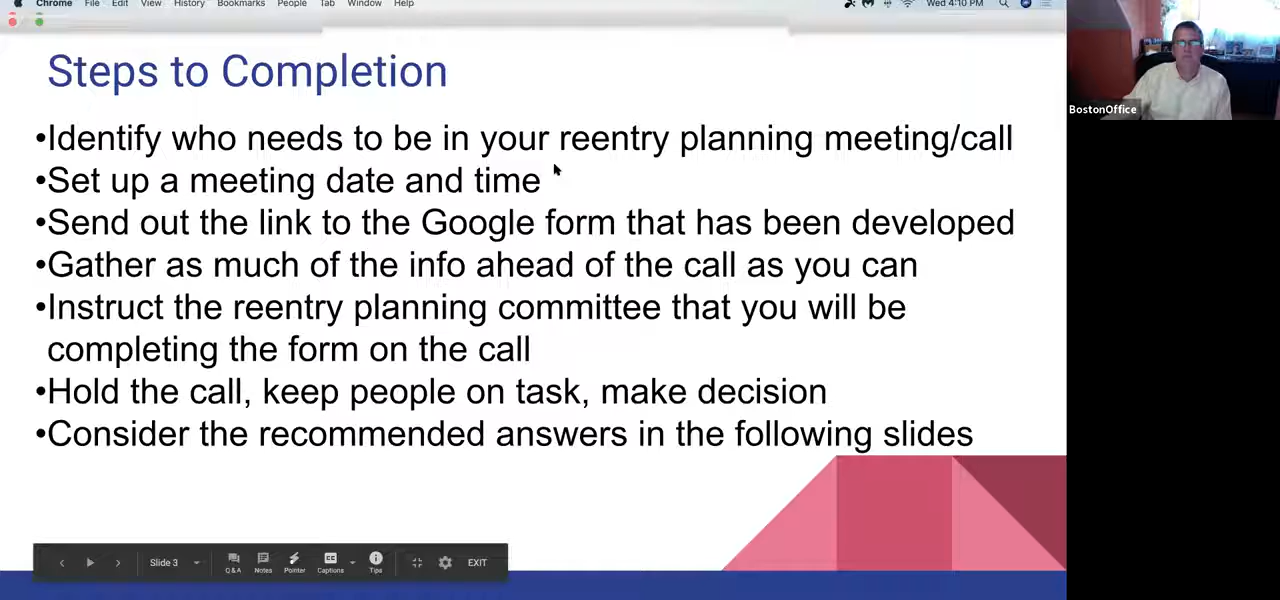 Chrome File Edit View History Bookmarks People Tab Window Help Wed 4:10 PM
Steps to Completion
•Identify who needs to be in your reentry planning meeting/call
•Set up a meeting date and time
•Send out the link to the Google form that has been developed
•Gather as much of the info ahead of the call as you can
•Instruct the reentry planning committee that you will be
completing the form on the call
•Hold the call, keep people on task, make decision
•Consider the recommended answers in the following slides
BostonOffice
Slide 3 Q&A Notes Pointer CC Captions Tips EXIT